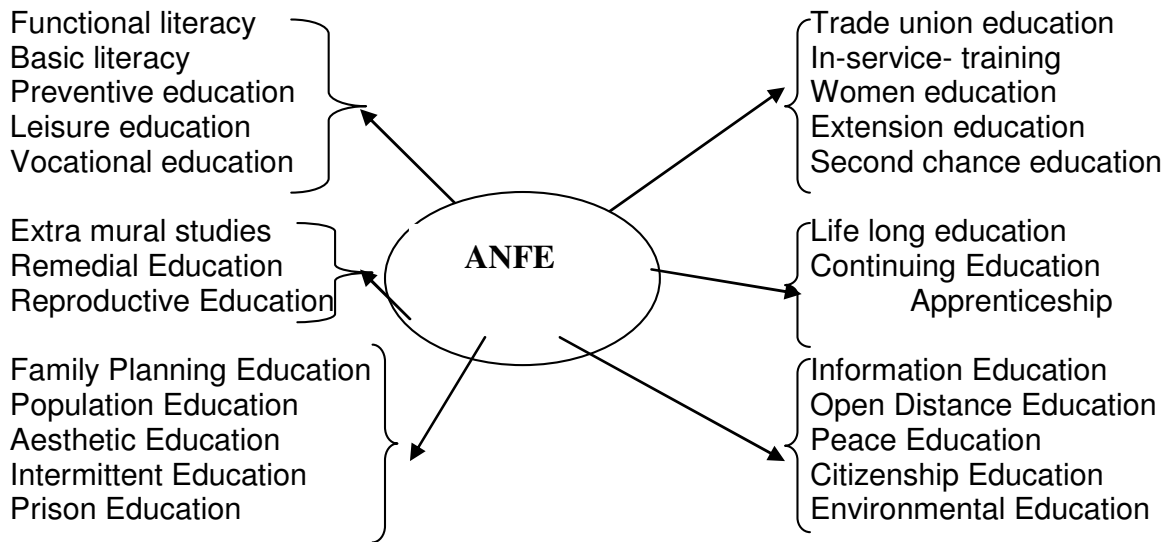 Functional literacy
Basic literacy
Preventive education
Leisure education
Vocational education
Trade union education
In-service- training
Women education
Extension education
Second chance education
Extra mural studies
Remedial Education
Reproductive Education
ANFE
Life long education
Continuing Education
Apprenticeship
Family Planning Education
Population Education
Aesthetic Education
Intermittent Education
Prison Education
Information Education
Open Distance Education
Peace Education
Citizenship Education
Environmental Education